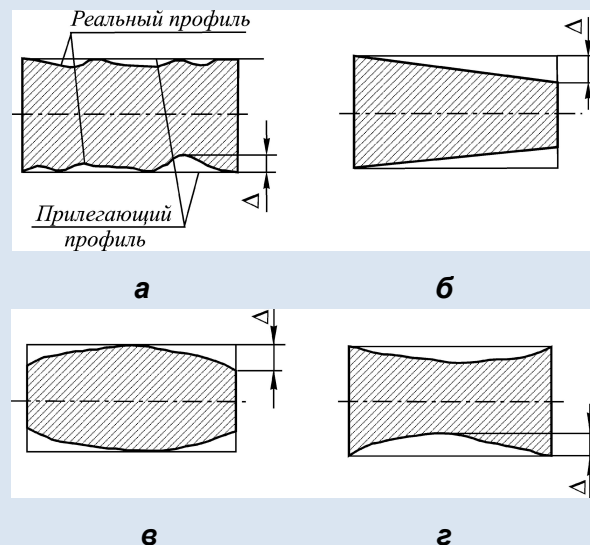 Реальный профиль
Δ
Δ
Прилегающий
профиль
Δ
а
б
Δ
Δ
в
г